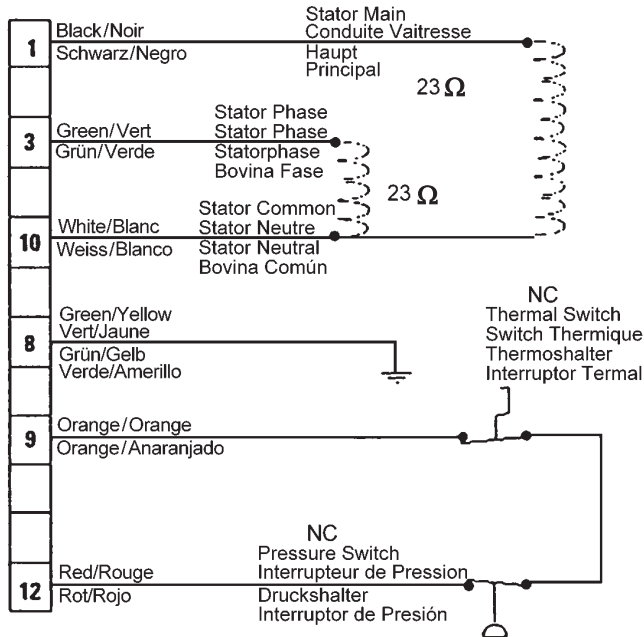 Stator Main
Conduite Vaitresse
Haupt
Principal
1
Black/Noir
Schwarz/Negro
23 Ω
Stator Phase
Stator Phase
Statorphase
Bovina Fase
3
Green/Vert
Grün/Verde
23 Ω
Stator Common
Stator Neutre
Stator Neutral
Bovina Común
10
White/Blanc
Weiss/Blanco
8
Green/Yellow
Vert/Jaune
Grün/Gelb
Verde/Amerillo
NC
Thermal Switch
Switch Thermique
Thermoshalter
Interruptor Termal
9
Orange/Orange
Orange/Anaranjado
NC
Pressure Switch
Interrupteur de Pression
Druckshalter
Interruptor de Presión
12
Red/Rouge
Rot/Rojo